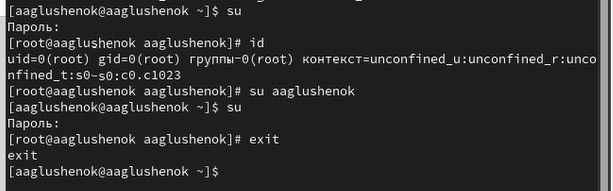 [aaglushenok@aaglushenok ~]$ su
Пароль:
[root@aaglushenok aaglushenok]# id
uid=0(root) gid=0(root) группы=0(root) контекст=unconfined_u:unconfined_r:unco
nfined_t:s0-s0:c0.c1023
[root@aaglushenok aaglushenok]# su aaglushenok
[aaglushenok@aaglushenok ~]$ su
Пароль:
[root@aaglushenok aaglushenok]# exit
exit
[aaglushenok@aaglushenok ~]$